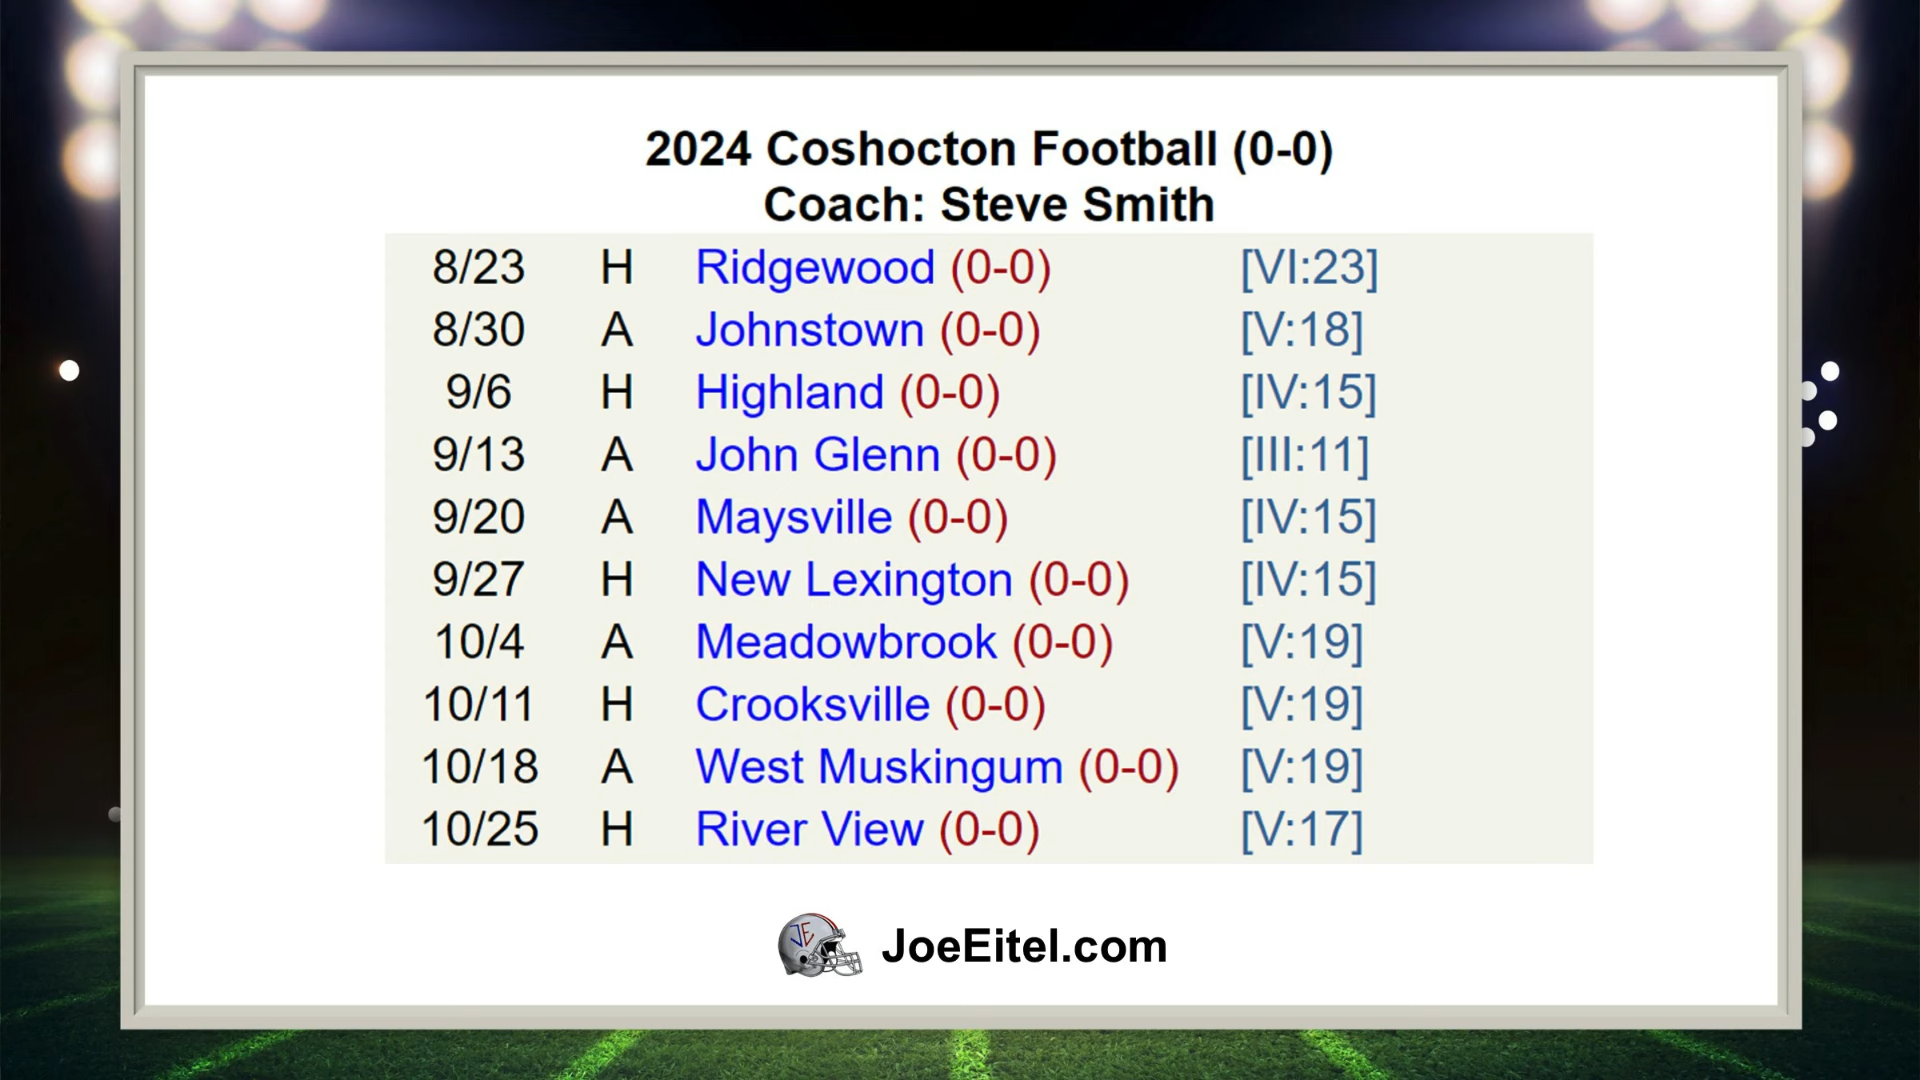 2024 Coshocton Football (0-0)
Coach: Steve Smith
8/23 H Ridgewood (0-0) [VI:23]
8/30 A Johnstown (0-0) [V:18]
9/6 H Highland (0-0) [IV:15]
9/13 A John Glenn (0-0) [III:11]
9/20 A Maysville (0-0) [IV:15]
9/27 H New Lexington (0-0) [IV:15]
10/4 A Meadowbrook (0-0) [V:19]
10/11 H Crooksville (0-0) [V:19]
10/18 A West Muskingum (0-0) [V:19]
10/25 H River View (0-0) [V:17]
JE JoeEitel.com